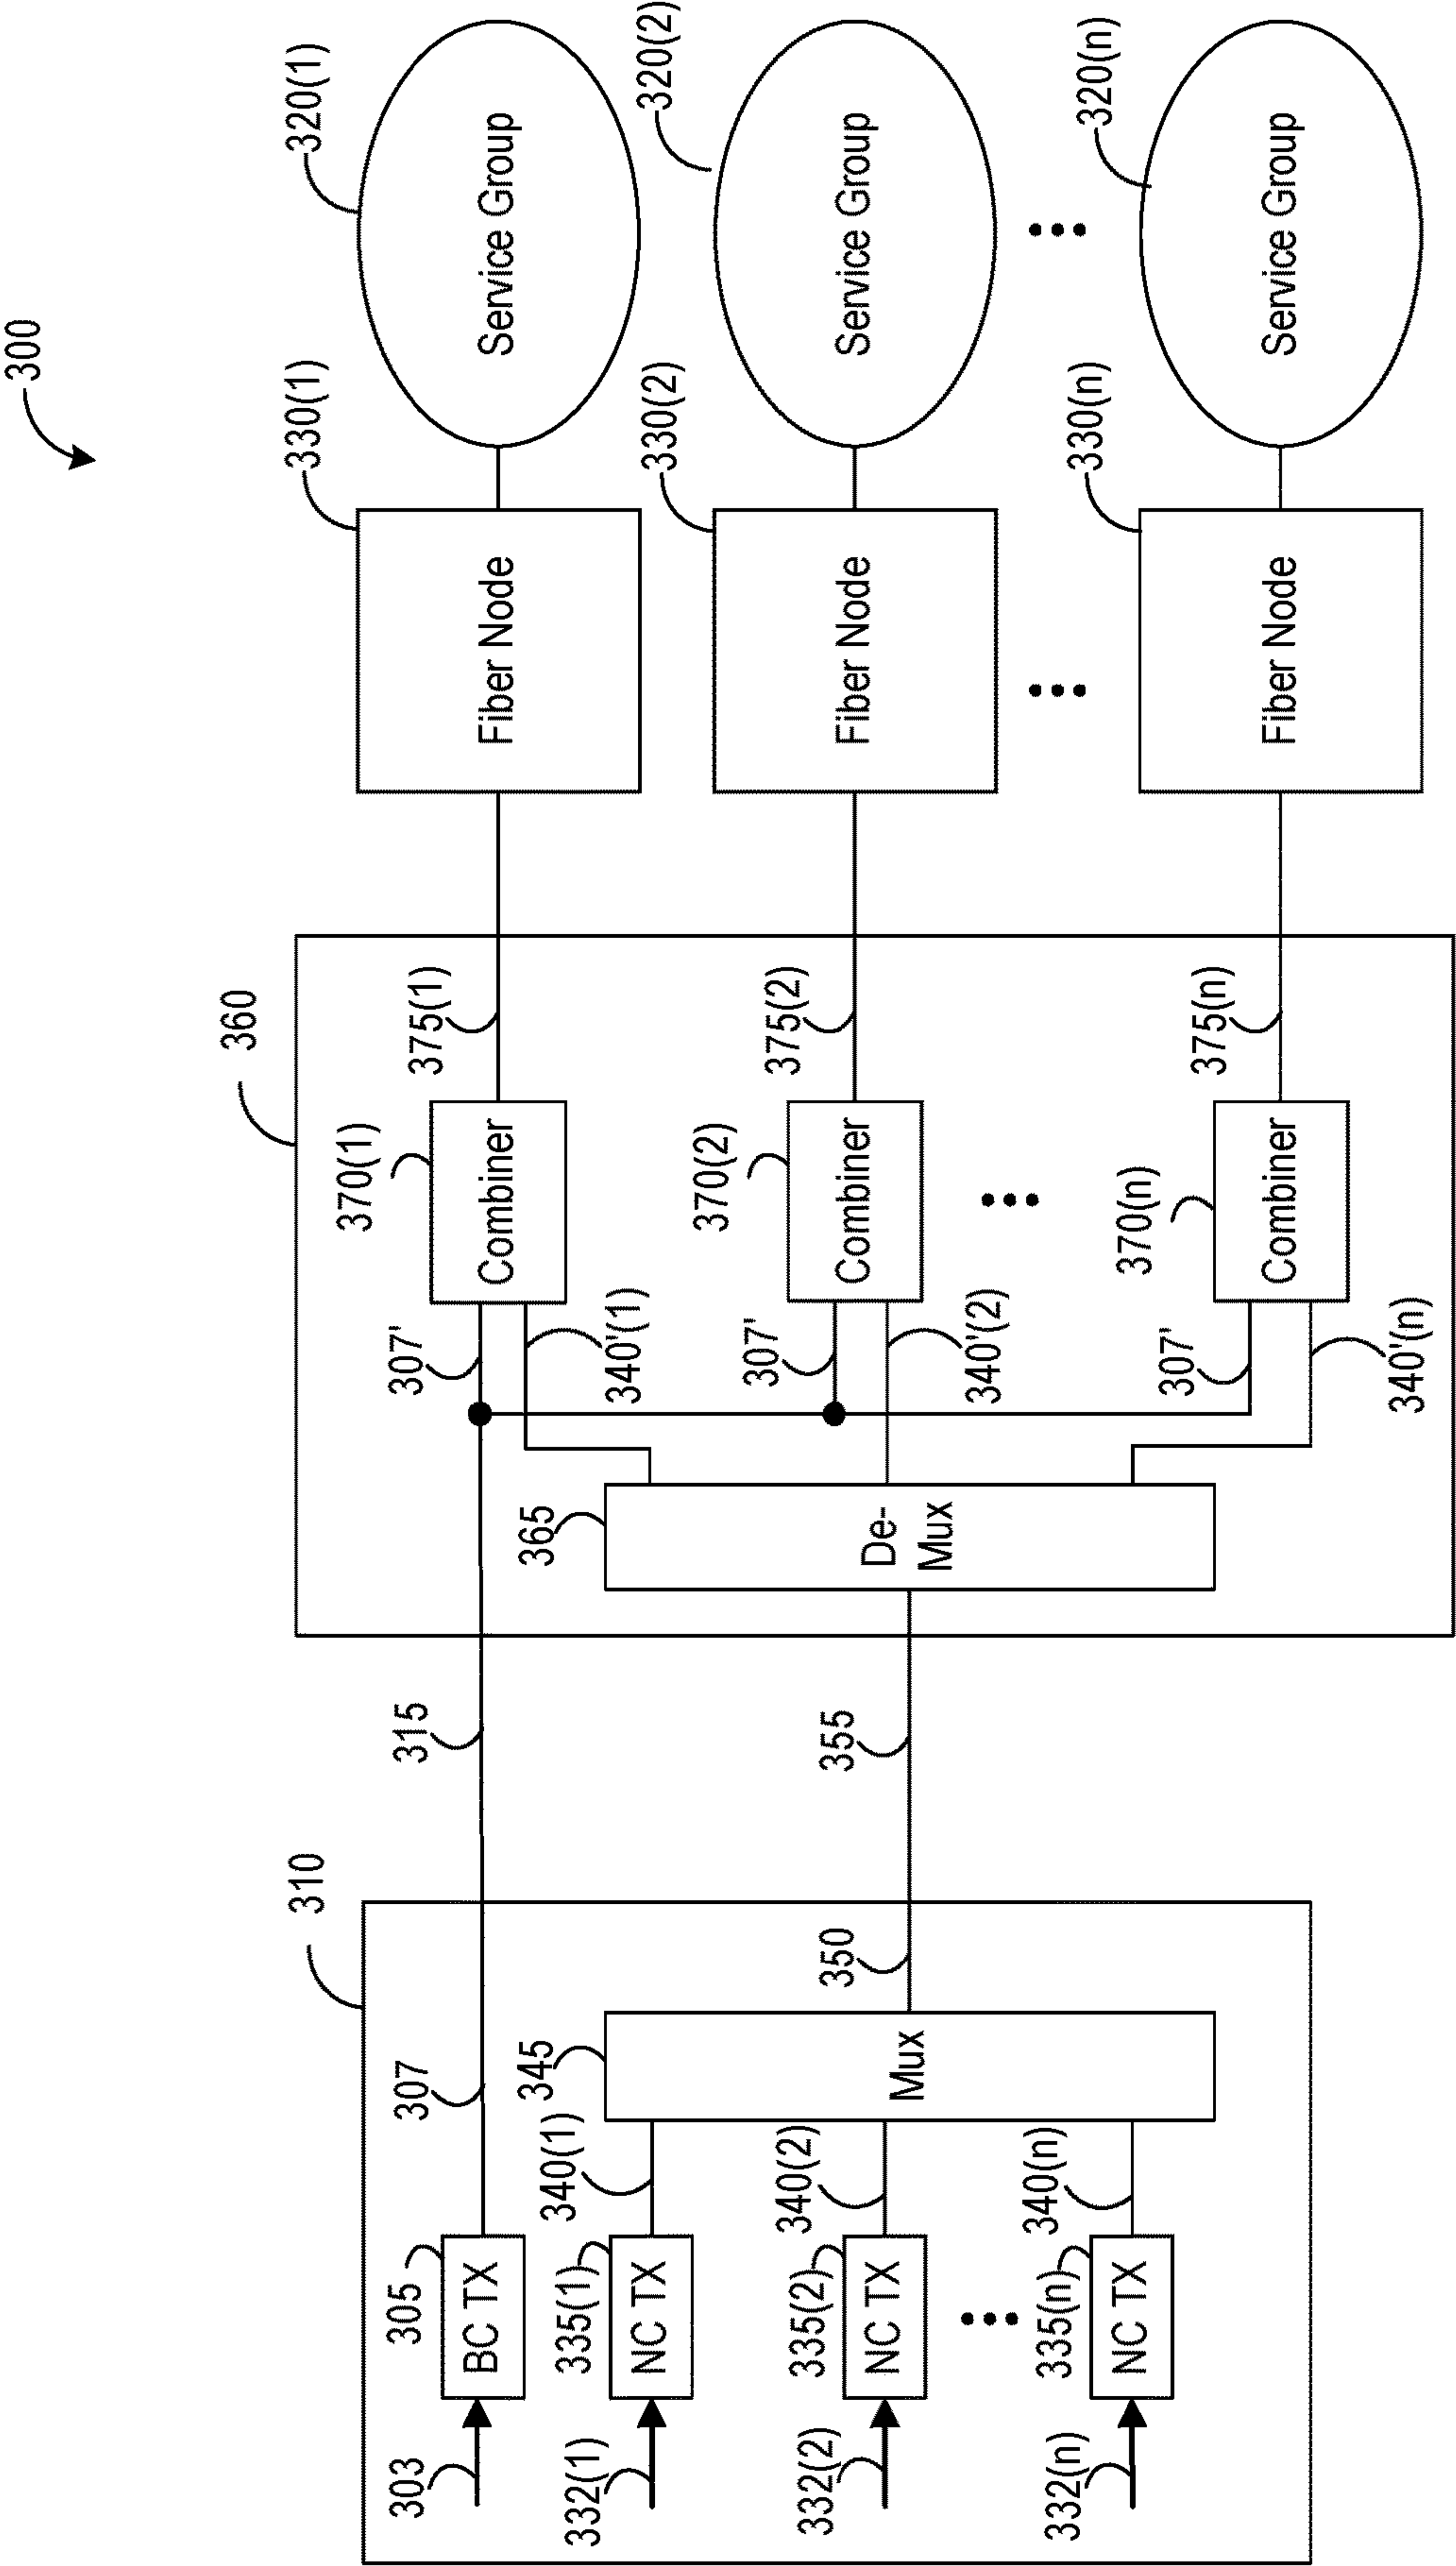 300
310
303
305
BC TX
307
315
332(1)
335(1)
NC TX
340(1)
332(2)
335(2)
NC TX
340(2)
332(n)
335(n)
NC TX
340(n)
345
Mux
350
355
360
365
De-
Mux
307'
340'(1)
370(1)
Combiner
375(1)
307'
340'(2)
370(2)
Combiner
375(2)
307'
340'(n)
370(n)
Combiner
375(n)
330(1)
Fiber Node
320(1)
Service Group
330(2)
Fiber Node
320(2)
Service Group
330(n)
Fiber Node
320(n)
Service Group